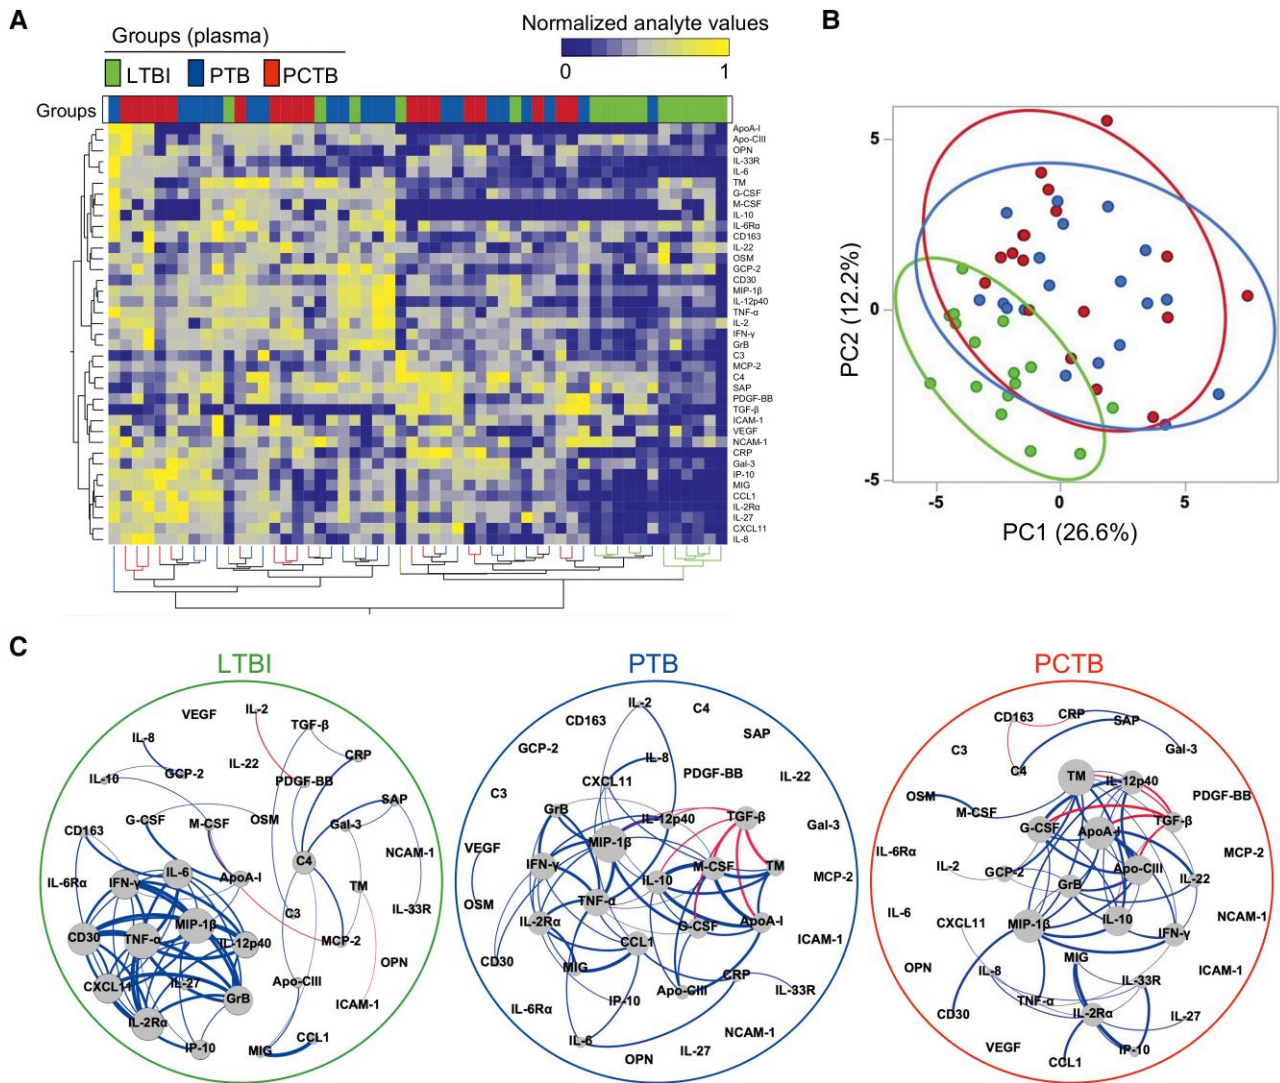 A
Groups (plasma)
LTBI PTB PCTB
Normalized analyte values
0 1
Groups
ApoA-I
Apo-CIII
OPN
IL-33R
IL-6
TM
G-CSF
M-CSF
IL-10
IL-6Rα
CD163
IL-22
OSM
GCP-2
CD30
MIP-1β
IL-12p40
TNF-α
IL-2
IFN-γ
GrB
C3
MCP-2
C4
SAP
PDGF-BB
TGF-β
ICAM-1
VEGF
NCAM-1
CRP
Gal-3
IP-10
MIG
CCL1
IL-2Rα
IL-27
CXCL11
IL-8
B
PC2 (12.2%)
5
0
-5
-5 0 5
PC1 (26.6%)
C
LTBI
VEGF
IL-2
TGF-β
IL-8
CRP
IL-22
GCP-2
IL-10
PDGF-BB
SAP
G-CSF
M-CSF
OSM
Gal-3
CD163
NCAM-1
C4
IL-6
ApoA-I
IL-6Rα
IFN-γ
TM
IL-33R
C3
MIP-1β
CD30
TNF-α
IL-12p40
MCP-2
OPN
CXCL11
IL-27
Apo-CIII
GrB
ICAM-1
IL-2Rα
CCL1
IP-10
MIG
PTB
IL-2
C4
CD163
SAP
GCP-2
IL-8
PDGF-BB
IL-22
CXCL11
C3
GrB
IL-12p40
TGF-β
Gal-3
MIP-1β
VEGF
IFN-γ
M-CSF
TM
MCP-2
IL-10
OSM
TNF-α
IL-2Rα
G-CSF
ApoA-I
ICAM-1
CCL1
CD30
MIG
CRP
IL-33R
Apo-CIII
IP-10
IL-6Rα
NCAM-1
IL-6
IL-27
OPN
PCTB
CD163
CRP
SAP
C3
Gal-3
C4
TM
IL-12p40
OSM
PDGF-BB
M-CSF
TGF-β
G-CSF
ApoA-I
IL-6Rα
MCP-2
IL-2
GCP-2
Apo-CIII
GrB
IL-22
IL-6
CXCL11
MIP-1β
IL-10
NCAM-1
IFN-γ
MIG
OPN
IL-8
ICAM-1
IL-33R
TNF-α
CD30
IL-2Rα
IL-27
VEGF
IP-10
CCL1